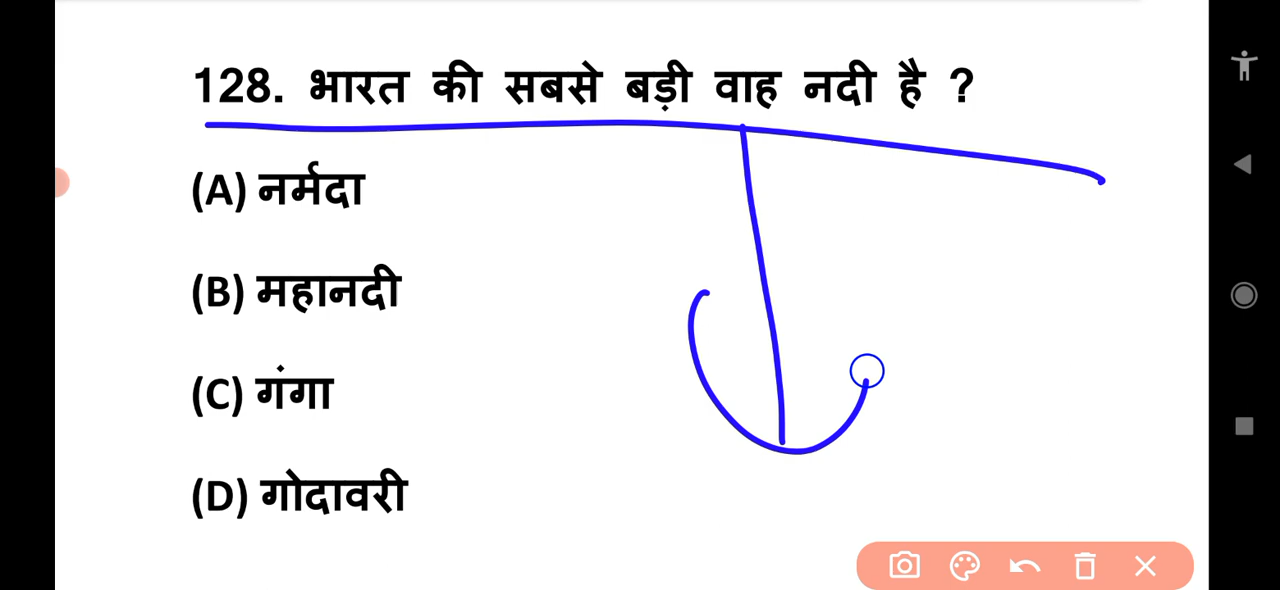 128. भारत की सबसे बड़ी वाह नदी है ?
(A) नर्मदा
(B) महानदी
(C) गंगा
(D) गोदावरी